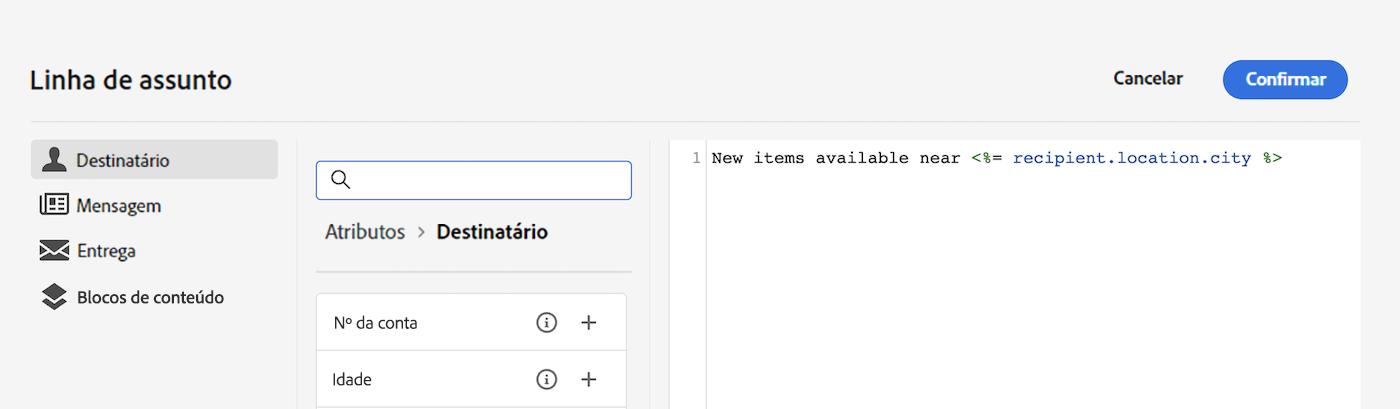 Linha de assunto
Cancelar
Confirmar
Destinatário
Mensagem
Entrega
Blocos de conteúdo
Atributos > Destinatário
Nº da conta
Idade
1 New items available near <%= recipient.location.city %>